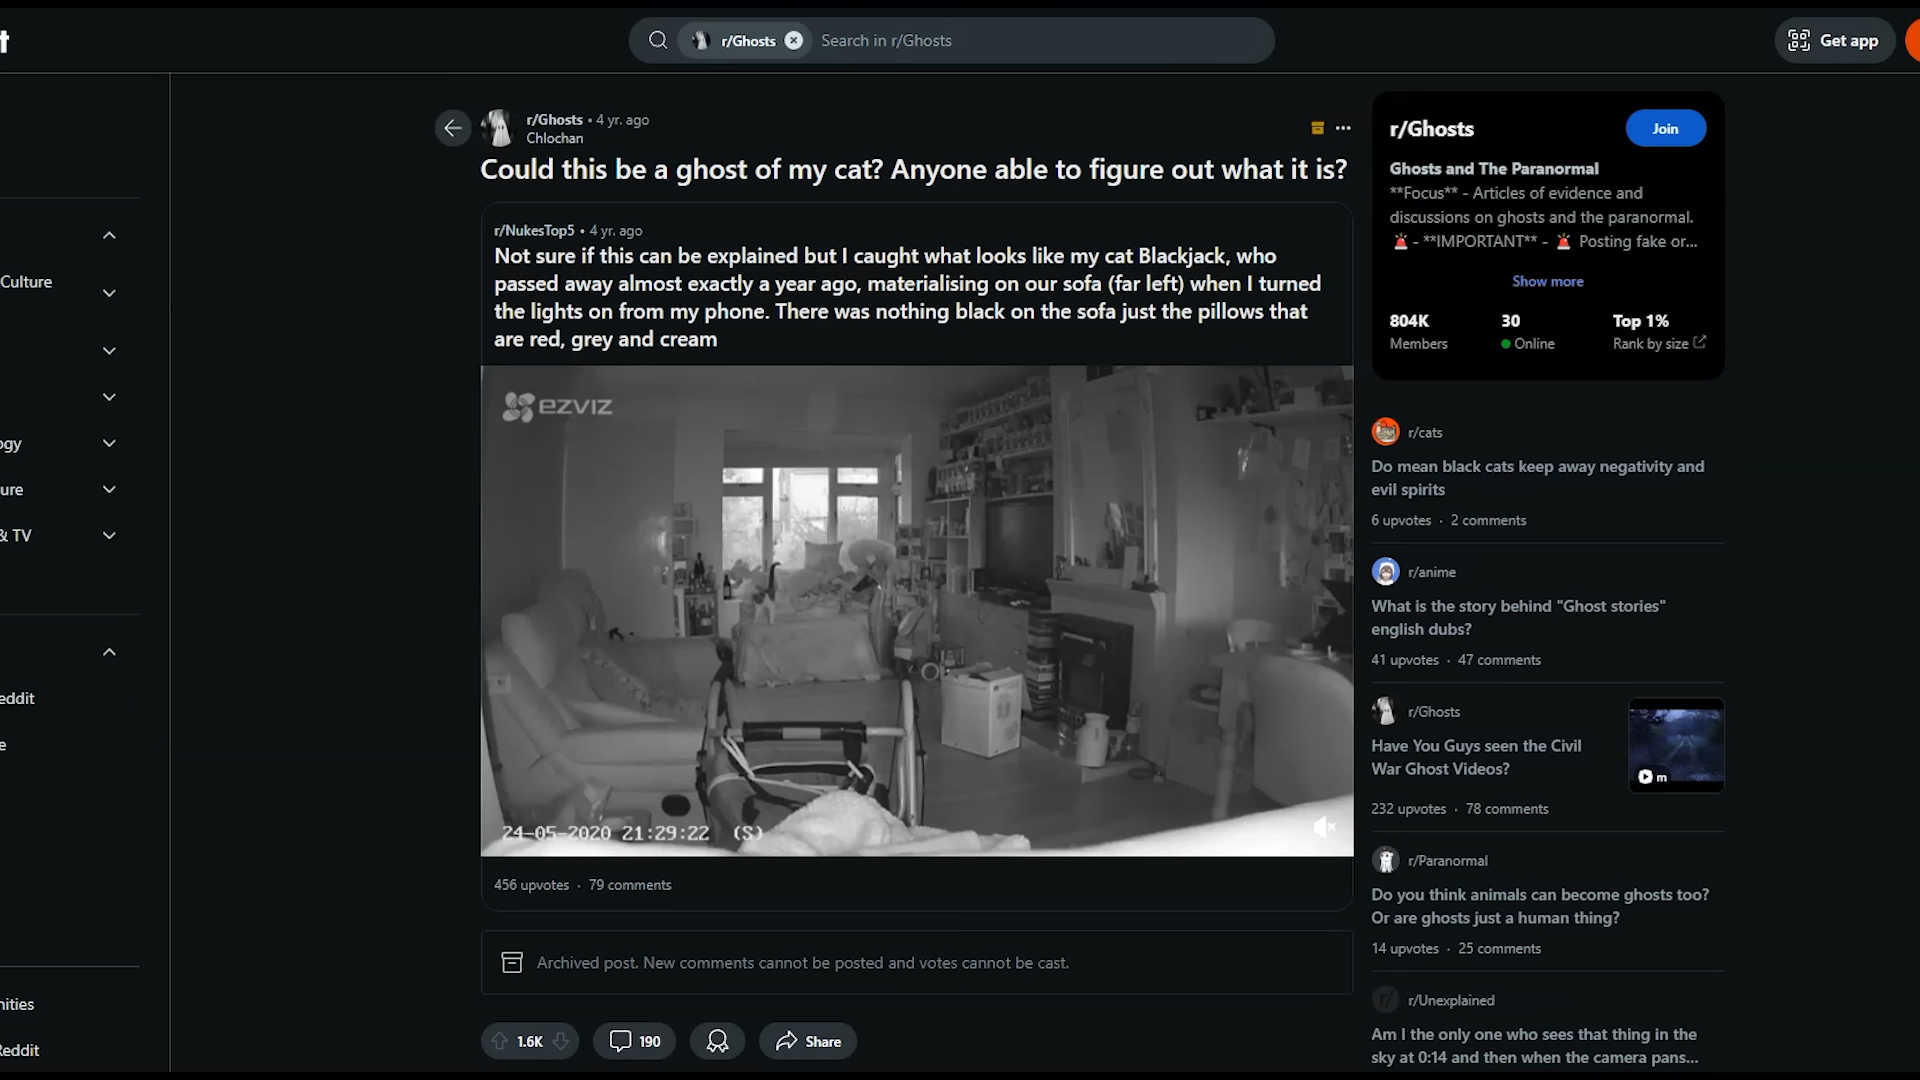 t
r/Ghosts
Search in r/Ghosts
Get app
Culture
ogy
ure
& TV
eddit
e
nities
Reddit
r/Ghosts • 4 yr. ago
Chlochan
Could this be a ghost of my cat? Anyone able to figure out what it is?
r/NukesTop5 • 4 yr. ago
Not sure if this can be explained but I caught what looks like my cat Blackjack, who
passed away almost exactly a year ago, materialising on our sofa (far left) when I turned
the lights on from my phone. There was nothing black on the sofa just the pillows that
are red, grey and cream
ezviz
24-05-2020 21:29:22 (S)
456 upvotes · 79 comments
Archived post. New comments cannot be posted and votes cannot be cast.
1.6K
190
Share
r/Ghosts
Join
Ghosts and The Paranormal
**Focus** - Articles of evidence and
discussions on ghosts and the paranormal.
🚨 - **IMPORTANT** - 🚨 Posting fake or...
Show more
804K
30
Top 1%
Members
Online
Rank by size
r/cats
Do mean black cats keep away negativity and
evil spirits
6 upvotes · 2 comments
r/anime
What is the story behind "Ghost stories"
english dubs?
41 upvotes · 47 comments
r/Ghosts
Have You Guys seen the Civil
War Ghost Videos?
m
232 upvotes · 78 comments
r/Paranormal
Do you think animals can become ghosts too?
Or are ghosts just a human thing?
14 upvotes · 25 comments
r/
r/Unexplained
Am I the only one who sees that thing in the
sky at 0:14 and then when the camera pans...